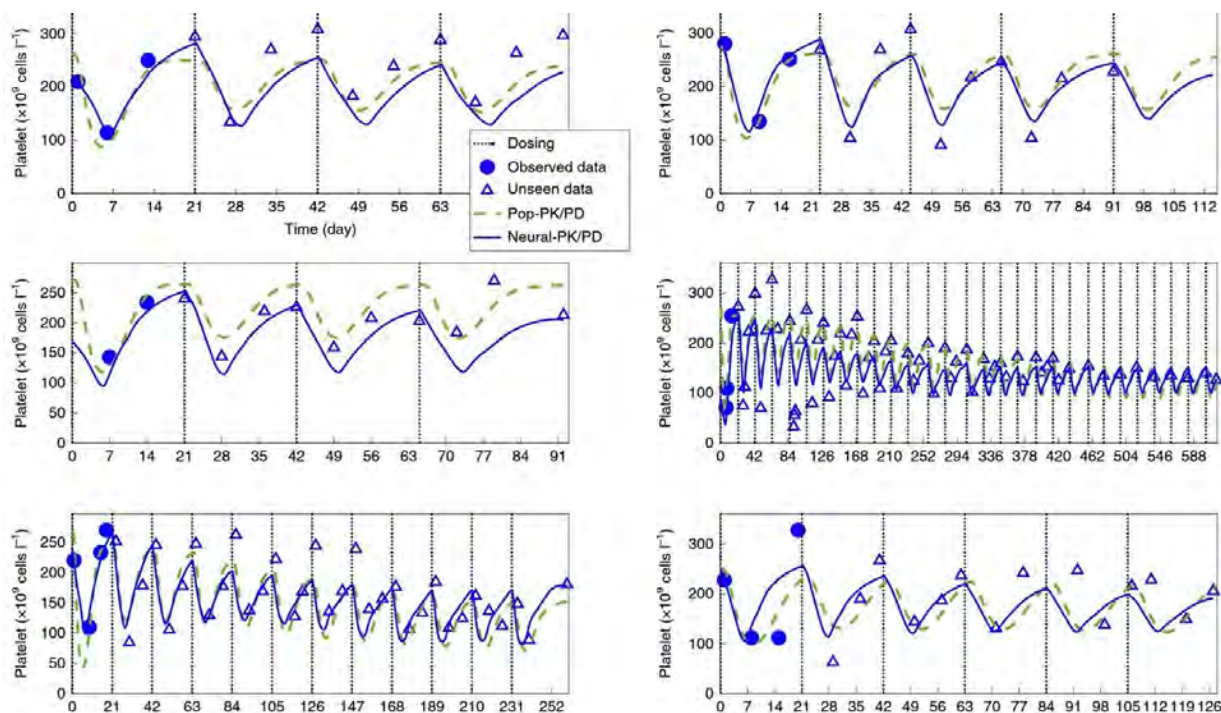 Platelet (×10⁹ cells l⁻¹)
300
200
100
0
0 7 14 21 28 35 42 49 56 63
Time (day)
Dosing
Observed data
Unseen data
Pop-PK/PD
Neural-PK/PD
Platelet (×10⁹ cells l⁻¹)
300
200
100
0
0 7 14 21 28 35 42 49 56 63 70 77 84 91 98 105 112
Platelet (×10⁹ cells l⁻¹)
250
200
150
100
50
0
0 7 14 21 28 35 42 49 56 63 70 77 84 91
Platelet (×10⁹ cells l⁻¹)
300
200
100
0
0 42 84 126 168 210 252 294 336 378 420 462 504 546 588
Platelet (×10⁹ cells l⁻¹)
250
200
150
100
50
0
0 21 42 63 84 105 126 147 168 189 210 231 252
Platelet (×10⁹ cells l⁻¹)
300
200
100
0
0 7 14 21 28 35 42 49 56 63 70 77 84 91 98 105 112 119 126